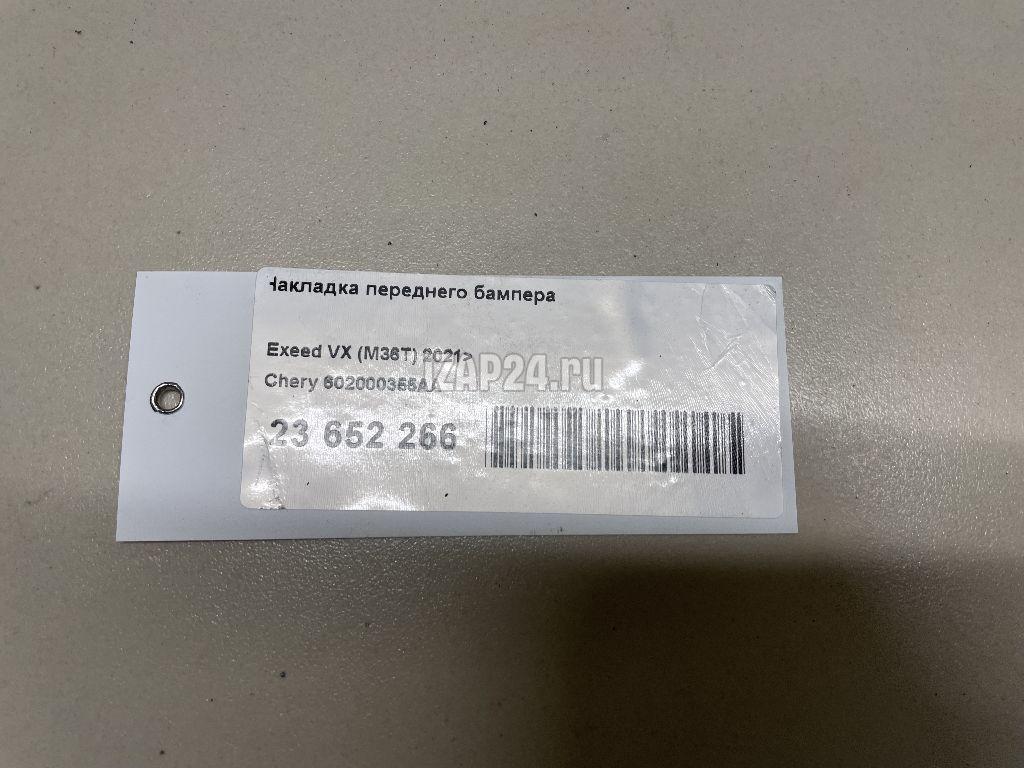 Накладка переднего бампера
Exeed VX (M36T) 2021>
IZAP24.ru
Chery 602000355AA
23 652 266